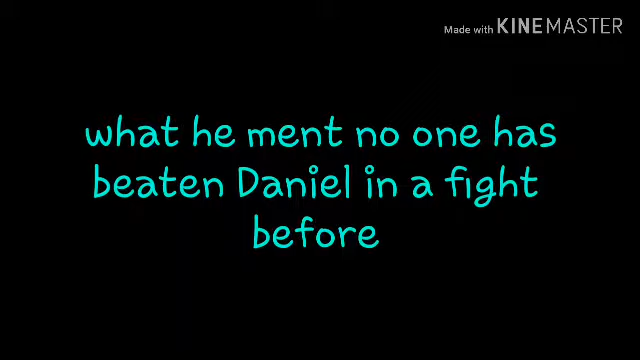 Made with KINEMASTER
what he ment no one has
beaten Daniel in a fight
before